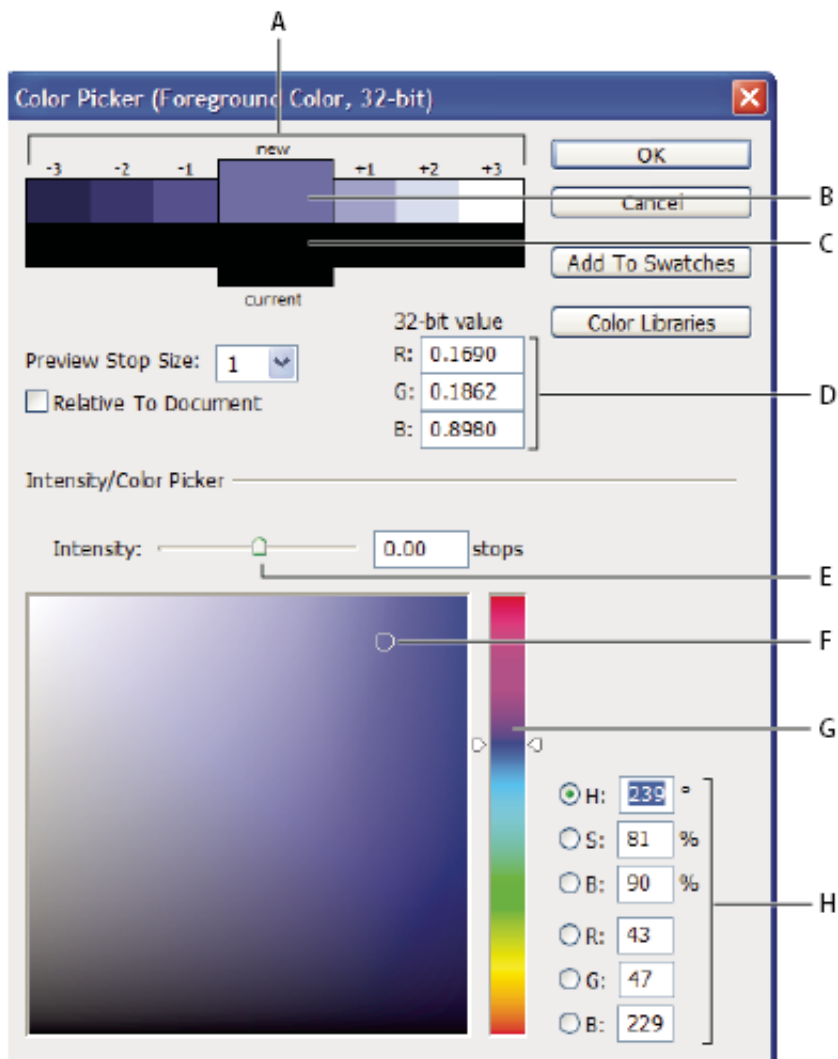 A
Color Picker (Foreground Color, 32-bit)
new
-3 -2 -1 +1 +2 +3
OK
B
Cancel
C
Add To Swatches
current
32-bit value
Color Libraries
Preview Stop Size: 1
R: 0.1690
Relative To Document
G: 0.1862
D
B: 0.8980
Intensity/Color Picker
Intensity: 0.00 stops
E
F
G
H: 239 °
S: 81 %
B: 90 %
H
R: 43
G: 47
B: 229